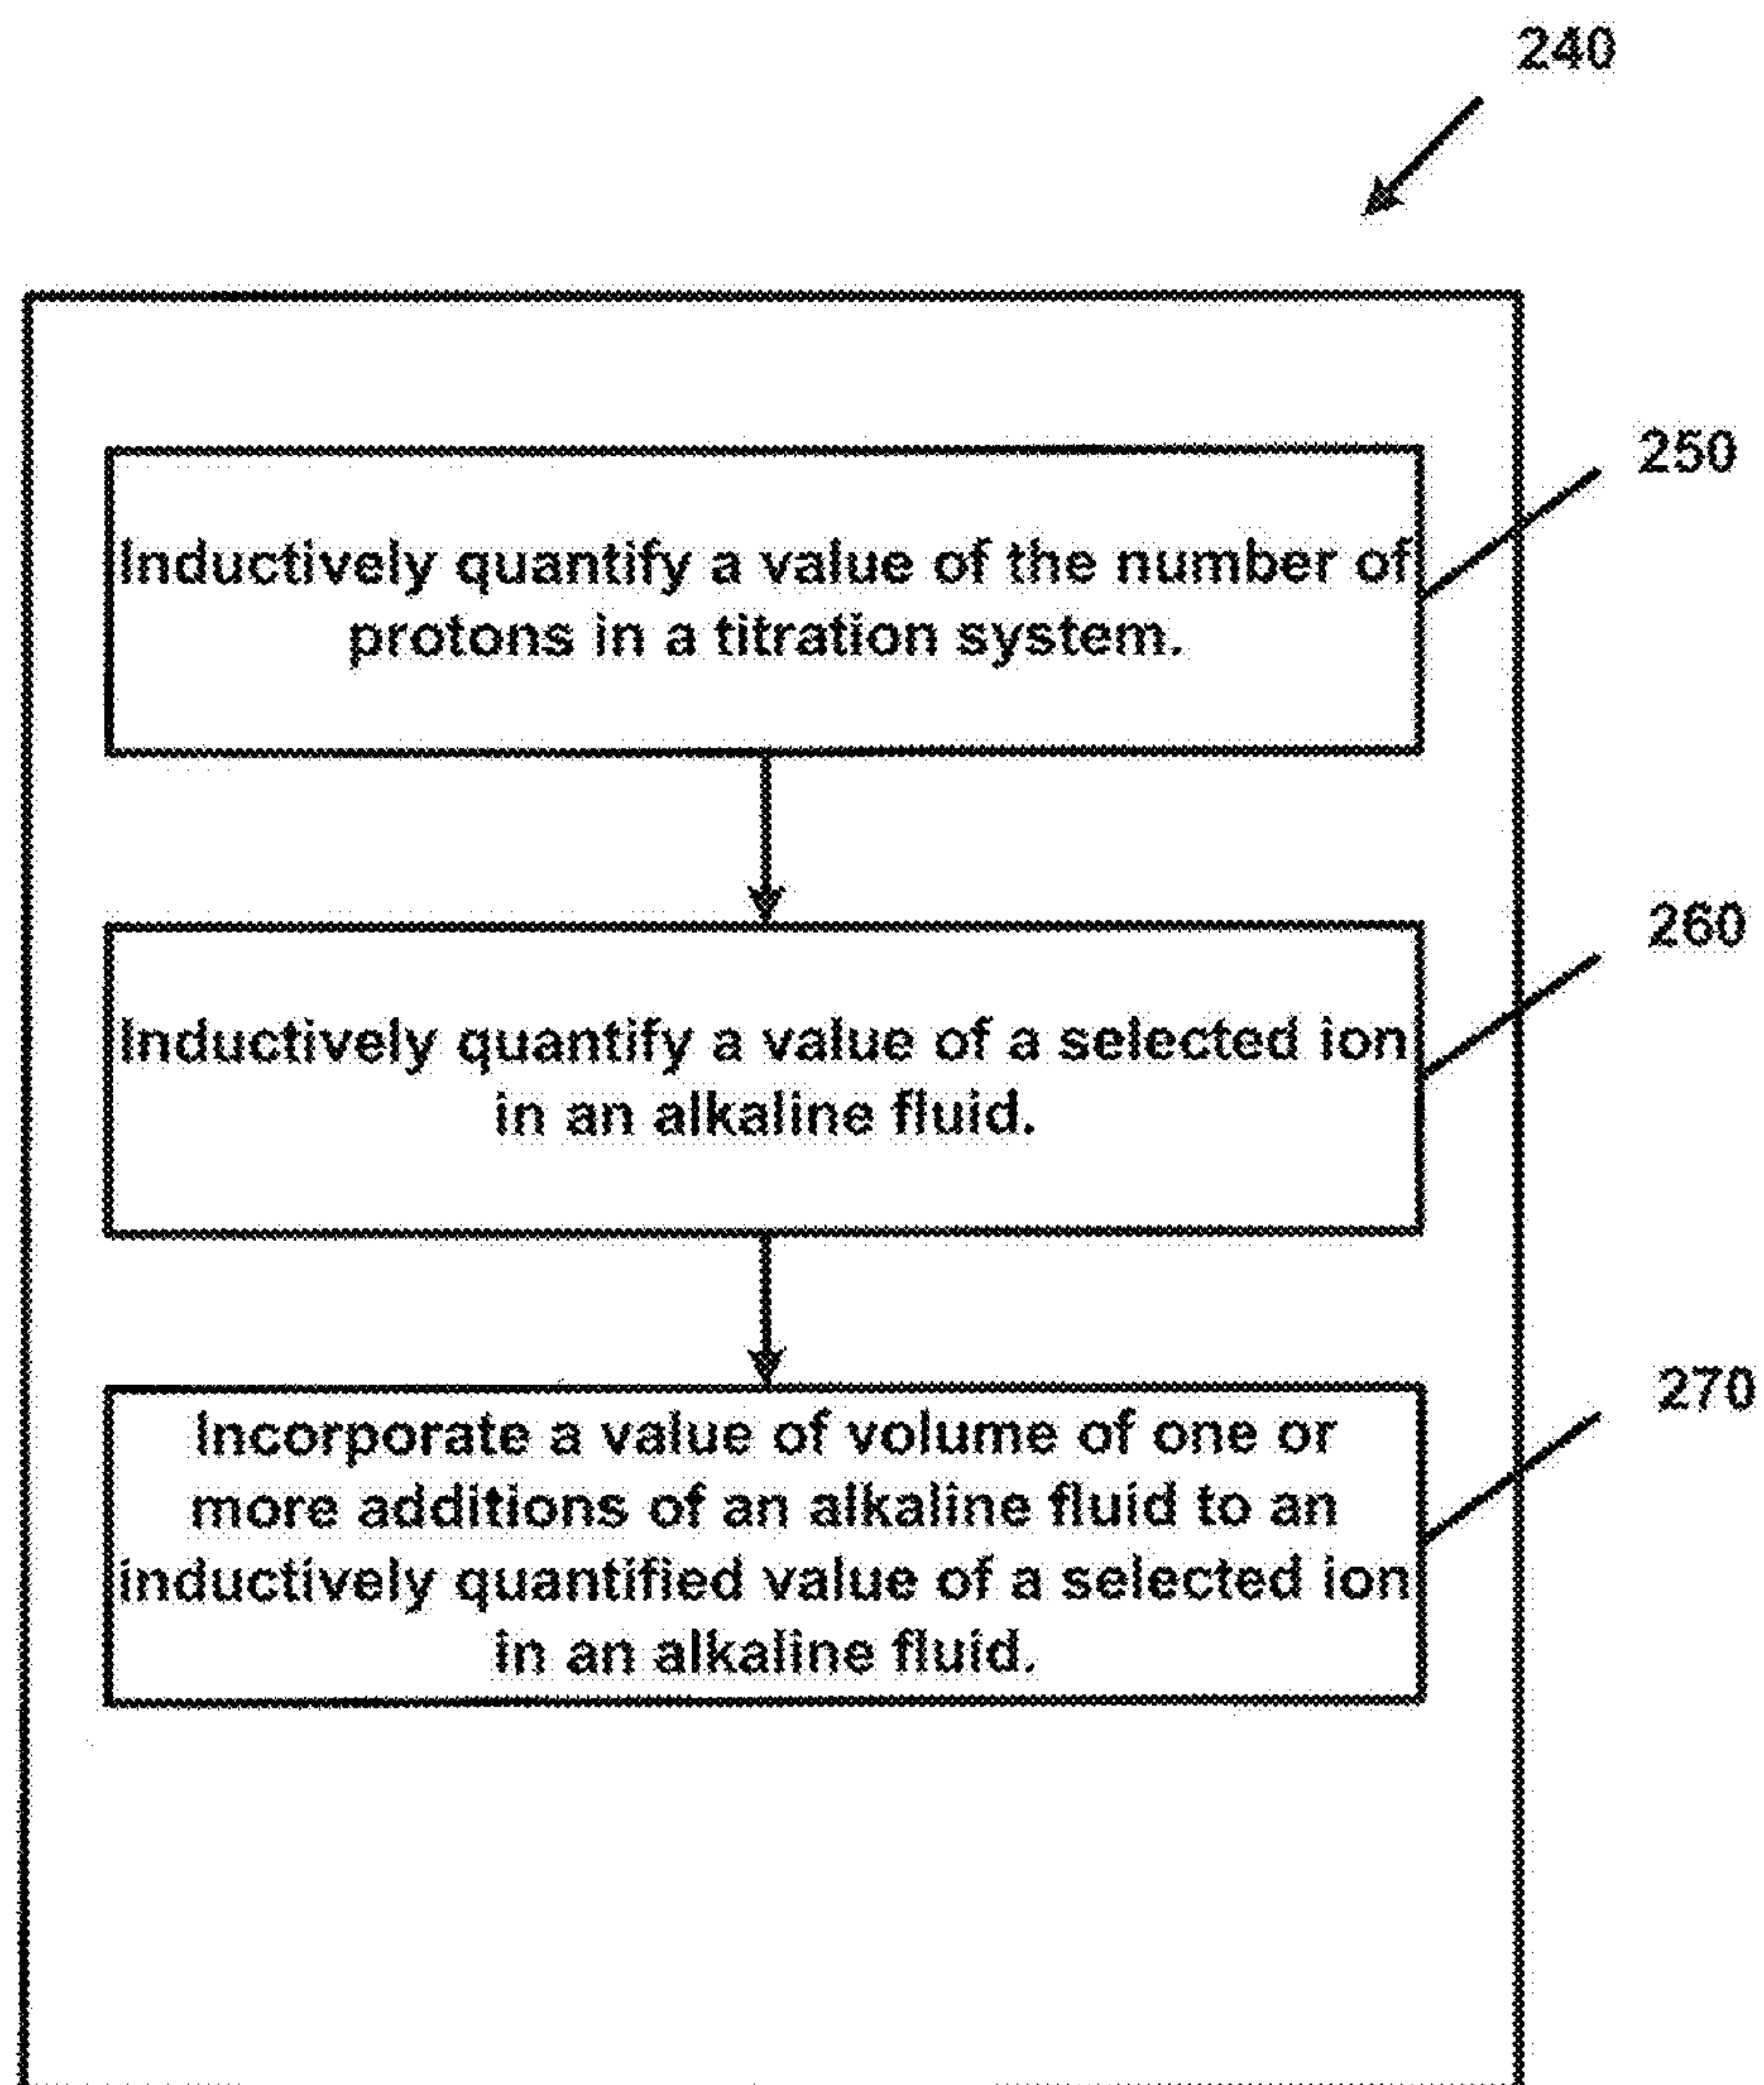 240
250
Inductively quantify a value of the number of
protons in a titration system.
260
Inductively quantify a value of a selected ion
in an alkaline fluid.
270
Incorporate a value of volume of one or
more additions of an alkaline fluid to an
inductively quantified value of a selected ion
in an alkaline fluid.